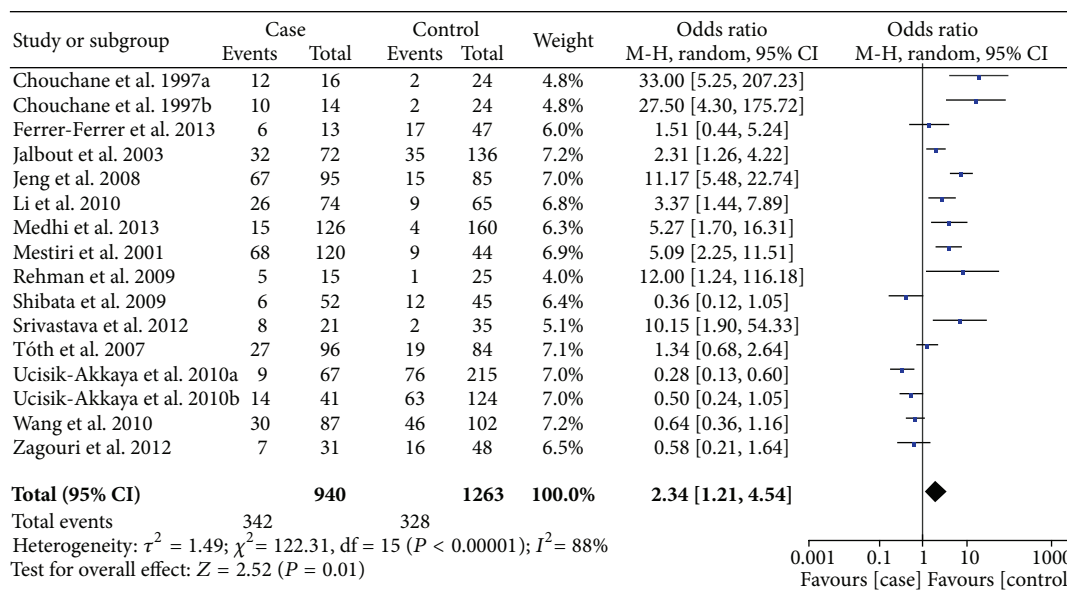 Study or subgroup Case Control Weight Odds ratio Odds ratio
Events Total Events Total M-H, random, 95% CI M-H, random, 95% CI
Chouchane et al. 1997a 12 16 2 24 4.8% 33.00 [5.25, 207.23]
Chouchane et al. 1997b 10 14 2 24 4.8% 27.50 [4.30, 175.72]
Ferrer-Ferrer et al. 2013 6 13 17 47 6.0% 1.51 [0.44, 5.24]
Jalbout et al. 2003 32 72 35 136 7.2% 2.31 [1.26, 4.22]
Jeng et al. 2008 67 95 15 85 7.0% 11.17 [5.48, 22.74]
Li et al. 2010 26 74 9 65 6.8% 3.37 [1.44, 7.89]
Medhi et al. 2013 15 126 4 160 6.3% 5.27 [1.70, 16.31]
Mestiri et al. 2001 68 120 9 44 6.9% 5.09 [2.25, 11.51]
Rehman et al. 2009 5 15 1 25 4.0% 12.00 [1.24, 116.18]
Shibata et al. 2009 6 52 12 45 6.4% 0.36 [0.12, 1.05]
Srivastava et al. 2012 8 21 2 35 5.1% 10.15 [1.90, 54.33]
Tóth et al. 2007 27 96 19 84 7.1% 1.34 [0.68, 2.64]
Ucisik-Akkaya et al. 2010a 9 67 76 215 7.0% 0.28 [0.13, 0.60]
Ucisik-Akkaya et al. 2010b 14 41 63 124 7.0% 0.50 [0.24, 1.05]
Wang et al. 2010 30 87 46 102 7.2% 0.64 [0.36, 1.16]
Zagouri et al. 2012 7 31 16 48 6.5% 0.58 [0.21, 1.64]
Total (95% CI) 940 1263 100.0% 2.34 [1.21, 4.54]
Total events 342 328
Heterogeneity: τ² = 1.49; χ² = 122.31, df = 15 (P < 0.00001); I² = 88%
Test for overall effect: Z = 2.52 (P = 0.01)
0.001 0.1 1 10 1000
Favours [case] Favours [control